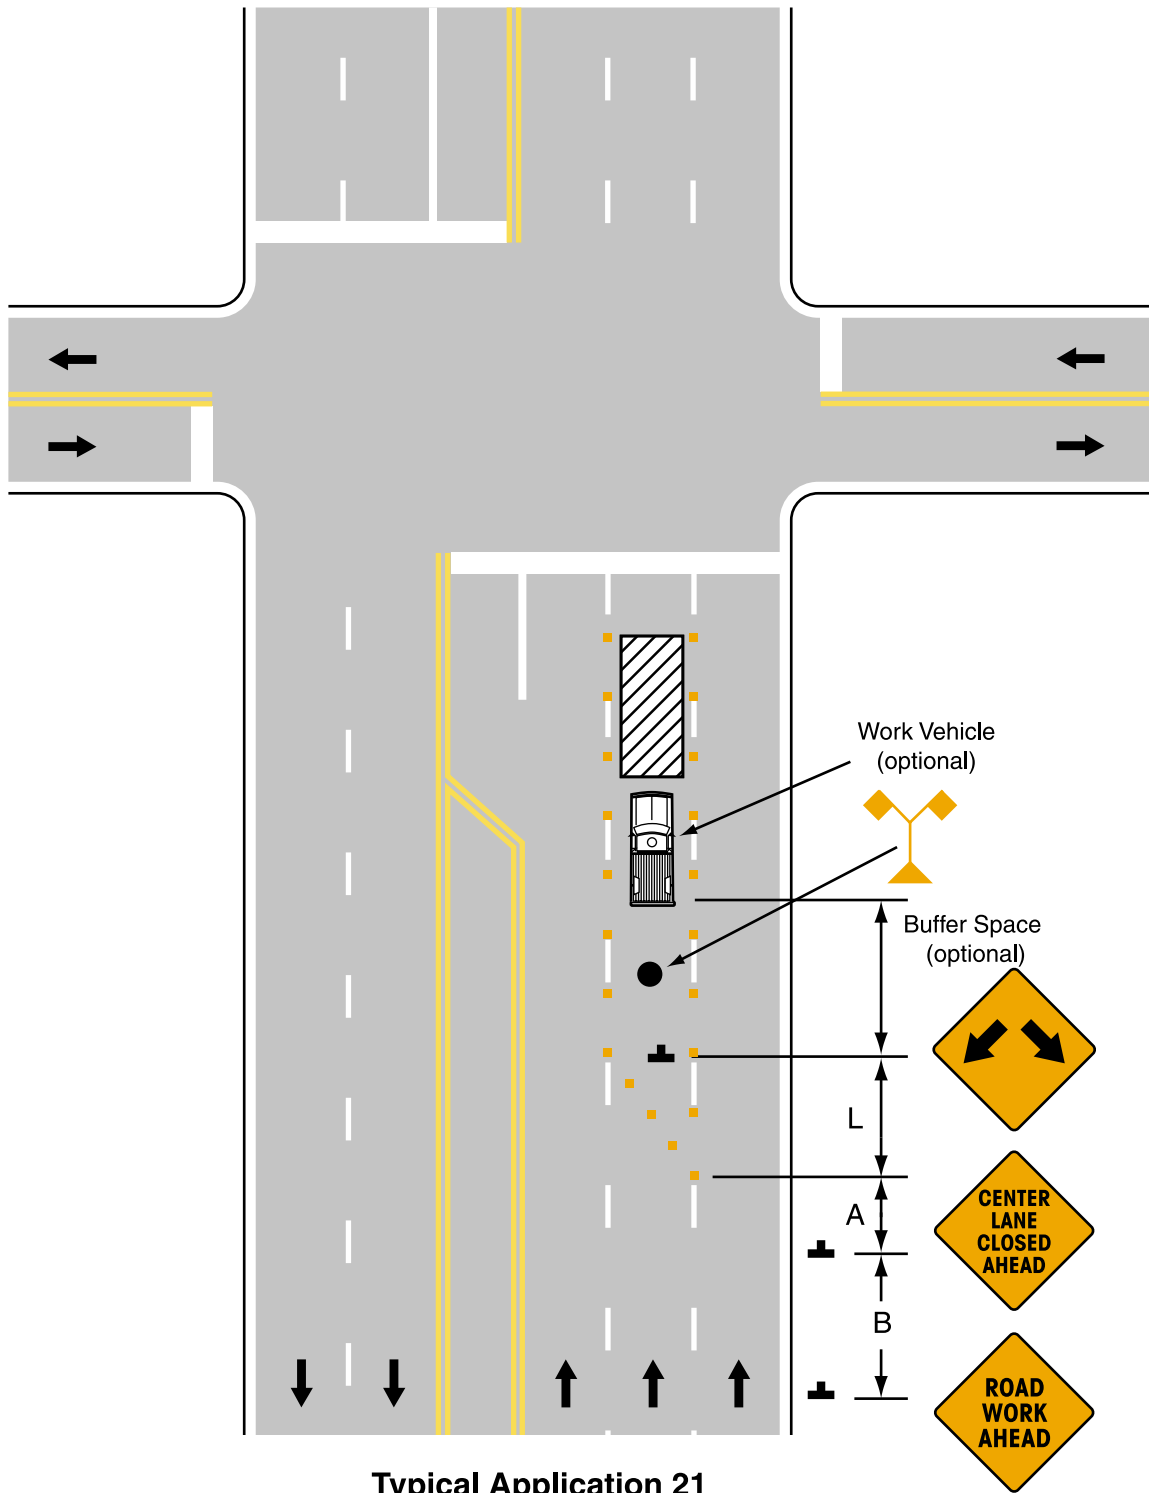 Work Vehicle
(optional)
Buffer Space
(optional)
L
A
CENTER
LANE
CLOSED
AHEAD
B
ROAD
WORK
AHEAD
Typical Application 21